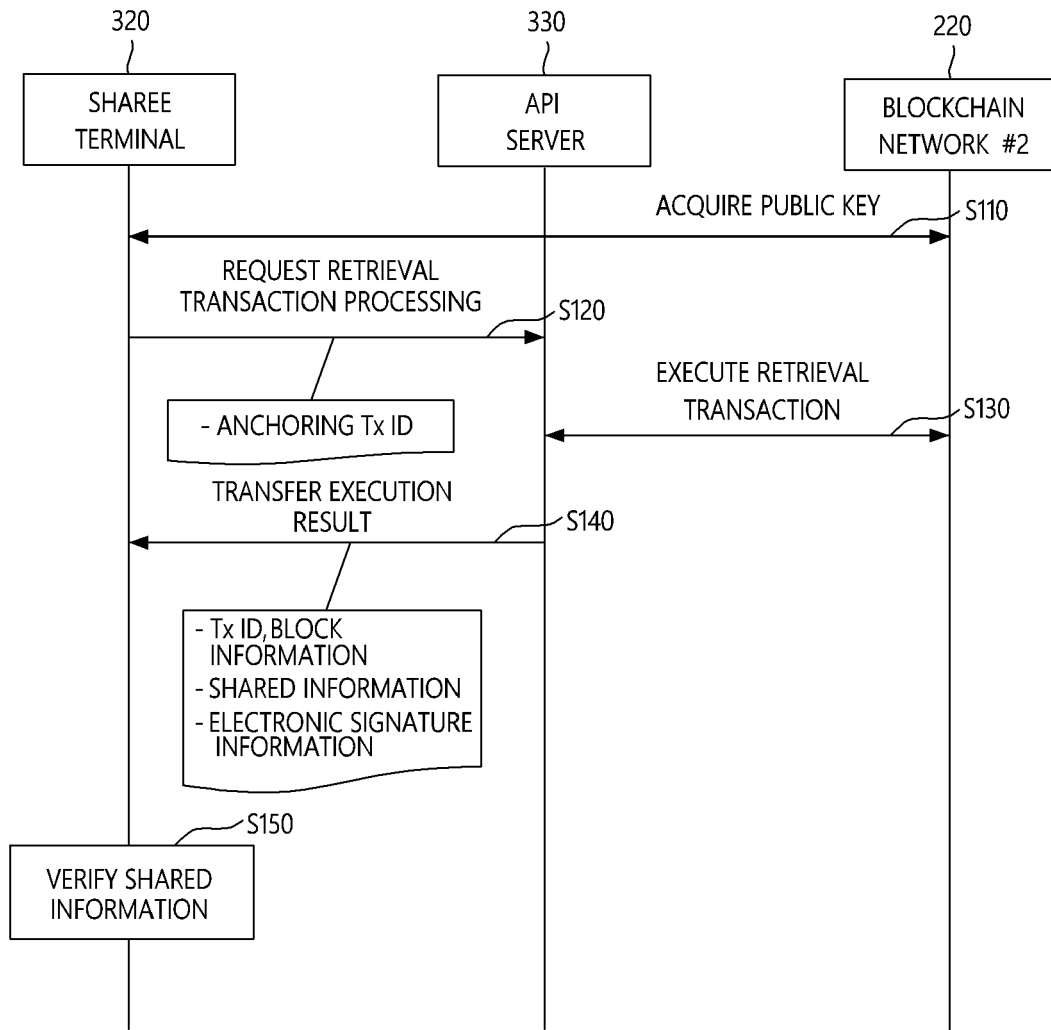 320
330
220
SHAREE
TERMINAL
API
SERVER
BLOCKCHAIN
NETWORK #2
ACQUIRE PUBLIC KEY
S110
REQUEST RETRIEVAL
TRANSACTION PROCESSING
S120
- ANCHORING Tx ID
EXECUTE RETRIEVAL
TRANSACTION
S130
TRANSFER EXECUTION
RESULT
S140
- Tx ID, BLOCK
INFORMATION
- SHARED INFORMATION
- ELECTRONIC SIGNATURE
INFORMATION
S150
VERIFY SHARED
INFORMATION